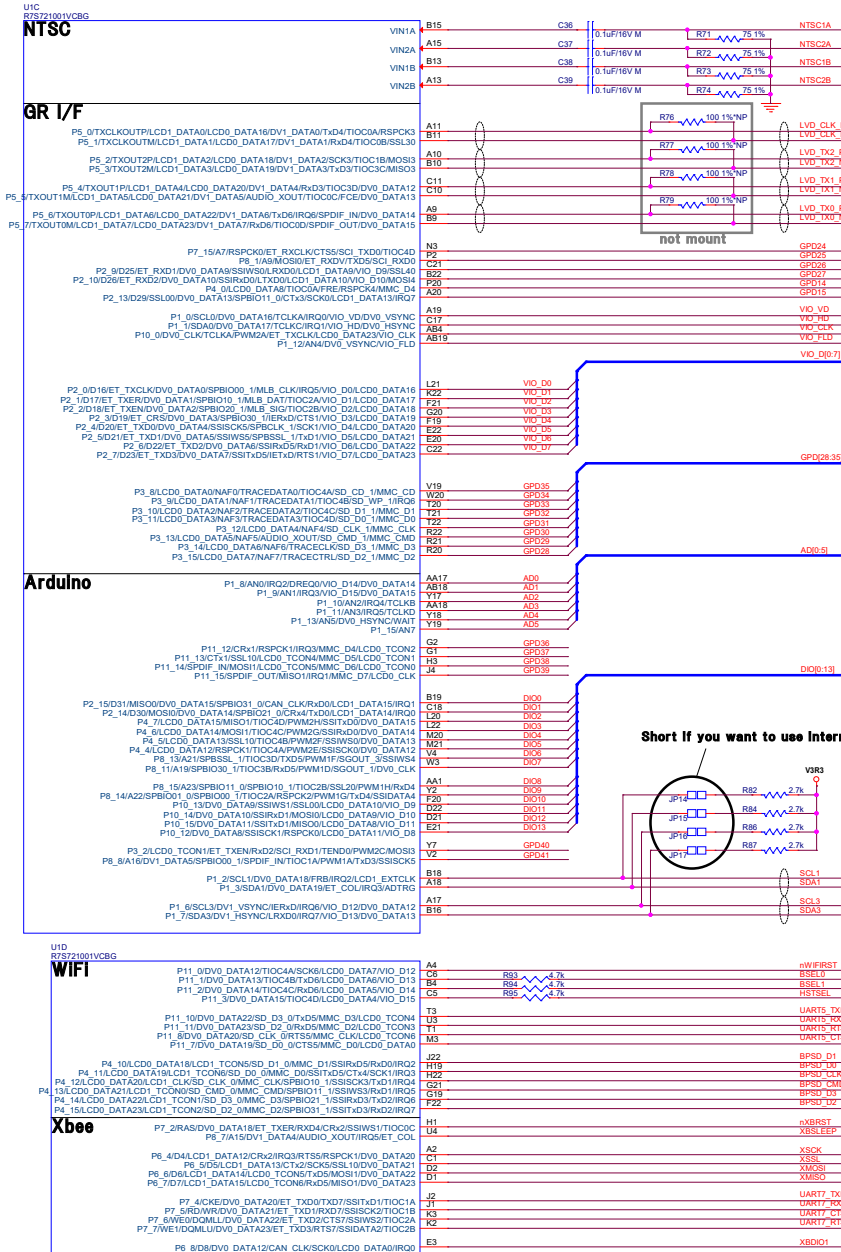 U1C
R7S721001VCBG
NTSC
VIN1A B15 C36 0.1uF/16V M R71 75 1% NTSC1A
VIN2A A15 C37 0.1uF/16V M R72 75 1% NTSC2A
VIN1B B13 C38 0.1uF/16V M R73 75 1% NTSC1B
VIN2B A13 C39 0.1uF/16V M R74 75 1% NTSC2B
GR I/F
R76 100 1%*NP
P5_0/TXCLKOUTP/LCD1_DATA0/LCD0_DATA16/DV1_DATA0/TxD4/TIOC0A/RSPCK3 A11 LVD_CLK_
P5_1/TXCLKOUTM/LCD1_DATA1/LCD0_DATA17/DV1_DATA1/RxD4/TIOC0B/SSL30 B11 LVD_CLK_
R77 100 1%*NP
P5_2/TXOUT2P/LCD1_DATA2/LCD0_DATA18/DV1_DATA2/SCK3/TIOC1B/MOSI3 A10 LVD_TX2_
P5_3/TXOUT2M/LCD1_DATA3/LCD0_DATA19/DV1_DATA3/TxD3/TIOC3C/MISO3 B10 LVD_TX2_
R78 100 1%*NP
P5_4/TXOUT1P/LCD1_DATA4/LCD0_DATA20/DV1_DATA4/RxD3/TIOC3D/DV0_DATA12 C11 LVD_TX1_
P5_5/TXOUT1M/LCD1_DATA5/LCD0_DATA21/DV1_DATA5/AUDIO_XOUT/TIOC0C/FCE/DV0_DATA13 C10 LVD_TX1_
R79 100 1%*NP
P5_6/TXOUT0P/LCD1_DATA6/LCD0_DATA22/DV1_DATA6/TxD6/IRQ6/SPDIF_IN/DV0_DATA14 A9 LVD_TX0_
P5_7/TXOUT0M/LCD1_DATA7/LCD0_DATA23/DV1_DATA7/RxD6/TIOC0D/SPDIF_OUT/DV0_DATA15 B9 LVD_TX0_
not mount
P7_15/A7/RSPCK0/ET_RXCLK/CTS5/SCI_TXD0/TIOC4D N3 GPD24
P8_1/A9/MOSI0/ET_RXDV/TXD5/SCI_RXD0 P2 GPD25
P2_9/D25/ET_RXD1/DV0_DATA9/SSIWS0/LRXD0/LCD1_DATA9/VIO_D9/SSL40 C21 GPD26
P2_10/D26/ET_RXD2/DV0_DATA10/SSIRxD0/LTXD0/LCD1_DATA10/VIO_D10/MOSI4 B22 GPD27
P4_0/LCD0_DATA8/TIOC0A/FRE/RSPCK4/MMC_D4 P20 GPD14
P2_13/D29/SSL00/DV0_DATA13/SPBIO11_0/CTx3/SCK0/LCD1_DATA13/IRQ7 A20 GPD15
P1_0/SCL0/DV0_DATA16/TCLKA/IRQ0/VIO_VD/DV0_VSYNC A19 VIO_VD
P1_1/SDA0/DV0_DATA17/TCLKC/IRQ1/VIO_HD/DV0_HSYNC C17 VIO_HD
P10_0/DV0_CLK/TCLKA/PWM2A/ET_TXCLK/LCD0_DATA23/VIO_CLK AB4 VIO_CLK
P1_12/AN4/DV0_VSYNC/VIO_FLD AB19 VIO_FLD
VIO_D[0:7]
P2_0/D16/ET_TXCLK/DV0_DATA0/SPBIO00_1/MLB_CLK/IRQ5/VIO_D0/LCD0_DATA16 L21 VIO_D0
P2_1/D17/ET_TXER/DV0_DATA1/SPBIO10_1/MLB_DAT/TIOC2A/VIO_D1/LCD0_DATA17 K22 VIO_D1
P2_2/D18/ET_TXEN/DV0_DATA2/SPBIO20_1/MLB_SIG/TIOC2B/VIO_D2/LCD0_DATA18 F21 VIO_D2
P2_3/D19/ET_CRS/DV0_DATA3/SPBIO30_1/IERxD/CTS1/VIO_D3/LCD0_DATA19 G20 VIO_D3
P2_4/D20/ET_TXD0/DV0_DATA4/SSISCK5/SPBCLK_1/SCK1/VIO_D4/LCD0_DATA20 F19 VIO_D4
P2_5/D21/ET_TXD1/DV0_DATA5/SSIWS5/SPBSSL_1/TxD1/VIO_D5/LCD0_DATA21 E22 VIO_D5
P2_6/D22/ET_TXD2/DV0_DATA6/SSIRxD5/RxD1/VIO_D6/LCD0_DATA22 E20 VIO_D6
P2_7/D23/ET_TXD3/DV0_DATA7/SSITxD5/IETxD/RTS1/VIO_D7/LCD0_DATA23 C22 VIO_D7
GPD[28:35]
P3_8/LCD0_DATA0/NAF0/TRACEDATA0/TIOC4A/SD_CD_1/MMC_CD V19 GPD35
P3_9/LCD0_DATA1/NAF1/TRACEDATA1/TIOC4B/SD_WP_1/IRQ6 W20 GPD34
P3_10/LCD0_DATA2/NAF2/TRACEDATA2/TIOC4C/SD_D1_1/MMC_D1 T20 GPD33
P3_11/LCD0_DATA3/NAF3/TRACEDATA3/TIOC4D/SD_D0_1/MMC_D0 T21 GPD32
P3_12/LCD0_DATA4/NAF4/SD_CLK_1/MMC_CLK T22 GPD31
P3_13/LCD0_DATA5/NAF5/AUDIO_XOUT/SD_CMD_1/MMC_CMD R22 GPD30
P3_14/LCD0_DATA6/NAF6/TRACECLK/SD_D3_1/MMC_D3 R21 GPD29
P3_15/LCD0_DATA7/NAF7/TRACECTRL/SD_D2_1/MMC_D2 R20 GPD28
AD[0:5]
Arduino
P1_8/AN0/IRQ2/DREQ0/VIO_D14/DV0_DATA14 AA17 AD0
P1_9/AN1/IRQ3/VIO_D15/DV0_DATA15 AB18 AD1
P1_10/AN2/IRQ4/TCLKB Y17 AD2
P1_11/AN3/IRQ5/TCLKD AA18 AD3
P1_13/AN5/DV0_HSYNC/WAIT Y18 AD4
P1_15/AN7 Y19 AD5
P11_12/CRx1/RSPCK1/IRQ3/MMC_D4/LCD0_TCON2 G2 GPD36
P11_13/CTx1/SSL10/LCD0_TCON4/MMC_D5/LCD0_TCON1 G1 GPD37
P11_14/SPDIF_IN/MOSI1/LCD0_TCON5/MMC_D6/LCD0_TCON0 H3 GPD38
P11_15/SPDIF_OUT/MISO1/IRQ1/MMC_D7/LCD0_CLK J4 GPD39
DIO[0:13]
P2_15/D31/MISO0/DV0_DATA15/SPBIO31_0/CAN_CLK/RxD0/LCD1_DATA15/IRQ1 B19 DIO0
P2_14/D30/MOSI0/DV0_DATA14/SPBIO21_0/CRx4/TxD0/LCD1_DATA14/IRQ0 C18 DIO1
P4_7/LCD0_DATA15/MISO1/TIOC4D/PWM2H/SSITxD0/DV0_DATA15 L20 DIO2
P4_6/LCD0_DATA14/MOSI1/TIOC4C/PWM2G/SSIRxD0/DV0_DATA14 L22 DIO3
P4_5/LCD0_DATA13/SSL10/TIOC4B/PWM2F/SSIWS0/DV0_DATA13 M20 DIO4
P4_4/LCD0_DATA12/RSPCK1/TIOC4A/PWM2E/SSISCK0/DV0_DATA12 M21 DIO5
P8_13/A21/SPBSSL_1/TIOC3D/TXD5/PWM1F/SGOUT_3/SSIWS4 V4 DIO6
P8_11/A19/SPBIO30_1/TIOC3B/RxD5/PWM1D/SGOUT_1/DV0_CLK W3 DIO7
Short if you want to use Inter
V3R3
P8_15/A23/SPBIO11_0/SPBIO10_1/TIOC2B/SSL20/PWM1H/RxD4 AA1 DIO8
P8_14/A22/SPBIO01_0/SPBIO00_1/TIOC2A/RSPCK2/PWM1G/TxD4/SSIDATA4 Y2 DIO9
P10_13/DV0_DATA9/SSIWS1/SSL00/LCD0_DATA10/VIO_D9 F20 DIO10
P10_14/DV0_DATA10/SSIRxD1/MOSI0/LCD0_DATA9/VIO_D10 D22 DIO11
P10_15/DV0_DATA11/SSITxD1/MISO0/LCD0_DATA8/VIO_D11 D21 DIO12
P10_12/DV0_DATA8/SSISCK1/RSPCK0/LCD0_DATA11/VIO_D8 E21 DIO13
JP14 R82 2.7k
JP15 R84 2.7k
JP16 R86 2.7k
JP17 R87 2.7k
P3_2/LCD0_TCON1/ET_TXEN/RxD2/SCI_RXD1/TEND0/PWM2C/MOSI3 Y7 GPD40
P8_8/A16/DV1_DATA5/SPBIO00_1/SPDIF_IN/TIOC1A/PWM1A/TxD3/SSISCK5 V2 GPD41
P1_2/SCL1/DV0_DATA18/FRB/IRQ2/LCD1_EXTCLK B18 SCL1
P1_3/SDA1/DV0_DATA19/ET_COL/IRQ3/ADTRG A18 SDA1
P1_6/SCL3/DV1_VSYNC/IERxD/IRQ6/VIO_D12/DV0_DATA12 A17 SCL3
P1_7/SDA3/DV1_HSYNC/LRXD0/IRQ7/VIO_D13/DV0_DATA13 B16 SDA3
U1D
R7S721001VCBG
WiFi
P11_0/DV0_DATA12/TIOC4A/SCK6/LCD0_DATA7/VIO_D12 A4 nWIFIRST
P11_1/DV0_DATA13/TIOC4B/TxD6/LCD0_DATA6/VIO_D13 C6 R93 4.7k BSEL0
P11_2/DV0_DATA14/TIOC4C/RxD6/LCD0_DATA5/VIO_D14 B4 R94 4.7k BSEL1
P11_3/DV0_DATA15/TIOC4D/LCD0_DATA4/VIO_D15 C5 R95 4.7k HSTSEL
P11_10/DV0_DATA22/SD_D3_0/TxD5/MMC_D3/LCD0_TCON4 T3 UART5_TX
P11_11/DV0_DATA23/SD_D2_0/RxD5/MMC_D2/LCD0_TCON3 U3 UART5_RX
P11_8/DV0_DATA20/SD_CLK_0/RTS5/MMC_CLK/LCD0_TCON6 T1 UART5_RT
P11_7/DV0_DATA19/SD_D0_0/CTS5/MMC_D0/LCD0_DATA0 M3 UART5_CT
P4_10/LCD0_DATA18/LCD1_TCON5/SD_D1_0/MMC_D1/SSIRxD5/RxD0/IRQ2 J22 BPSD_D1
P4_11/LCD0_DATA19/LCD1_TCON6/SD_D0_0/MMC_D0/SSITxD5/CTx4/SCK1/IRQ3 H19 BPSD_D0
P4_12/LCD0_DATA20/LCD1_CLK/SD_CLK_0/MMC_CLK/SPBIO10_1/SSISCK3/TxD1/IRQ4 H22 BPSD_CLK
P4_13/LCD0_DATA21/LCD1_TCON0/SD_CMD_0/MMC_CMD/SPBIO11_1/SSIWS3/RxD1/IRQ5 G21 BPSD_CM
P4_14/LCD0_DATA22/LCD1_TCON1/SD_D3_0/MMC_D3/SPBIO21_1/SSIRxD3/TxD2/IRQ6 G19 BPSD_D3
P4_15/LCD0_DATA23/LCD1_TCON2/SD_D2_0/MMC_D2/SPBIO31_1/SSITxD3/RxD2/IRQ7 F22 BPSD_D2
Xbee
P7_2/RAS/DV0_DATA18/ET_TXER/RXD4/CRx2/SSIWS1/TIOC0C H1 nXBRST
P8_7/A15/DV1_DATA4/AUDIO_XOUT/IRQ5/ET_COL U4 XBSLEEP
P6_4/D4/LCD1_DATA12/CRx2/IRQ3/RTS5/RSPCK1/DV0_DATA20 A2 XSCK
P6_5/D5/LCD1_DATA13/CTx2/SCK5/SSL10/DV0_DATA21 C1 XSSL
P6_6/D6/LCD1_DATA14/LCD0_TCON5/TxD5/MOSI1/DV0_DATA22 D2 XMOSI
P6_7/D7/LCD1_DATA15/LCD0_TCON6/RxD5/MISO1/DV0_DATA23 D1 XMISO
P7_4/CKE/DV0_DATA20/ET_TXD0/TXD7/SSITxD1/TIOC1A J2 UART7_TX
P7_5/RD/WR/DV0_DATA21/ET_TXD1/RXD7/SSISCK2/TIOC1B J1 UART7_RX
P7_6/WE0/DQMLL/DV0_DATA22/ET_TXD2/CTS7/SSIWS2/TIOC2A K3 UART7_CT
P7_7/WE1/DQMLU/DV0_DATA23/ET_TXD3/RTS7/SSIDATA2/TIOC2B K2 UART7_RT
P6_8/D8/DV0_DATA12/CAN_CLK/SCK0/LCD0_DATA0/IRQ0 E3 XBDIO1